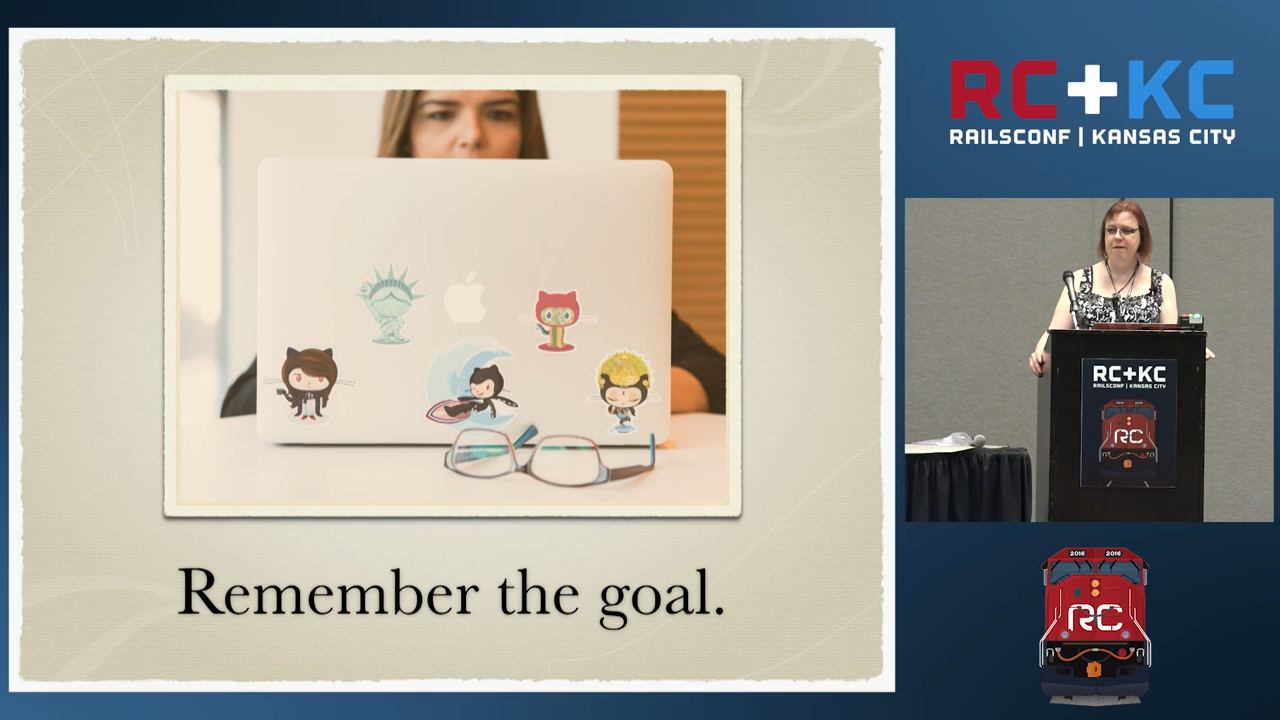 Remember the goal.
RC+KC
RAILSCONF | KANSAS CITY
RC+KC
RAILSCONF | KANSAS CITY
RC
2016 2016
RC